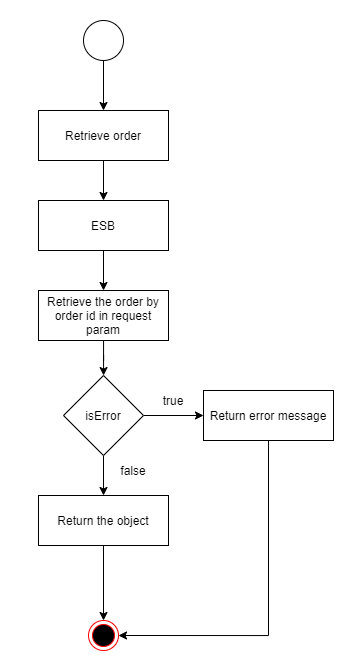 Retrieve order
ESB
Retrieve the order by
order id in request
param
isError
true
Return error message
false
Return the object